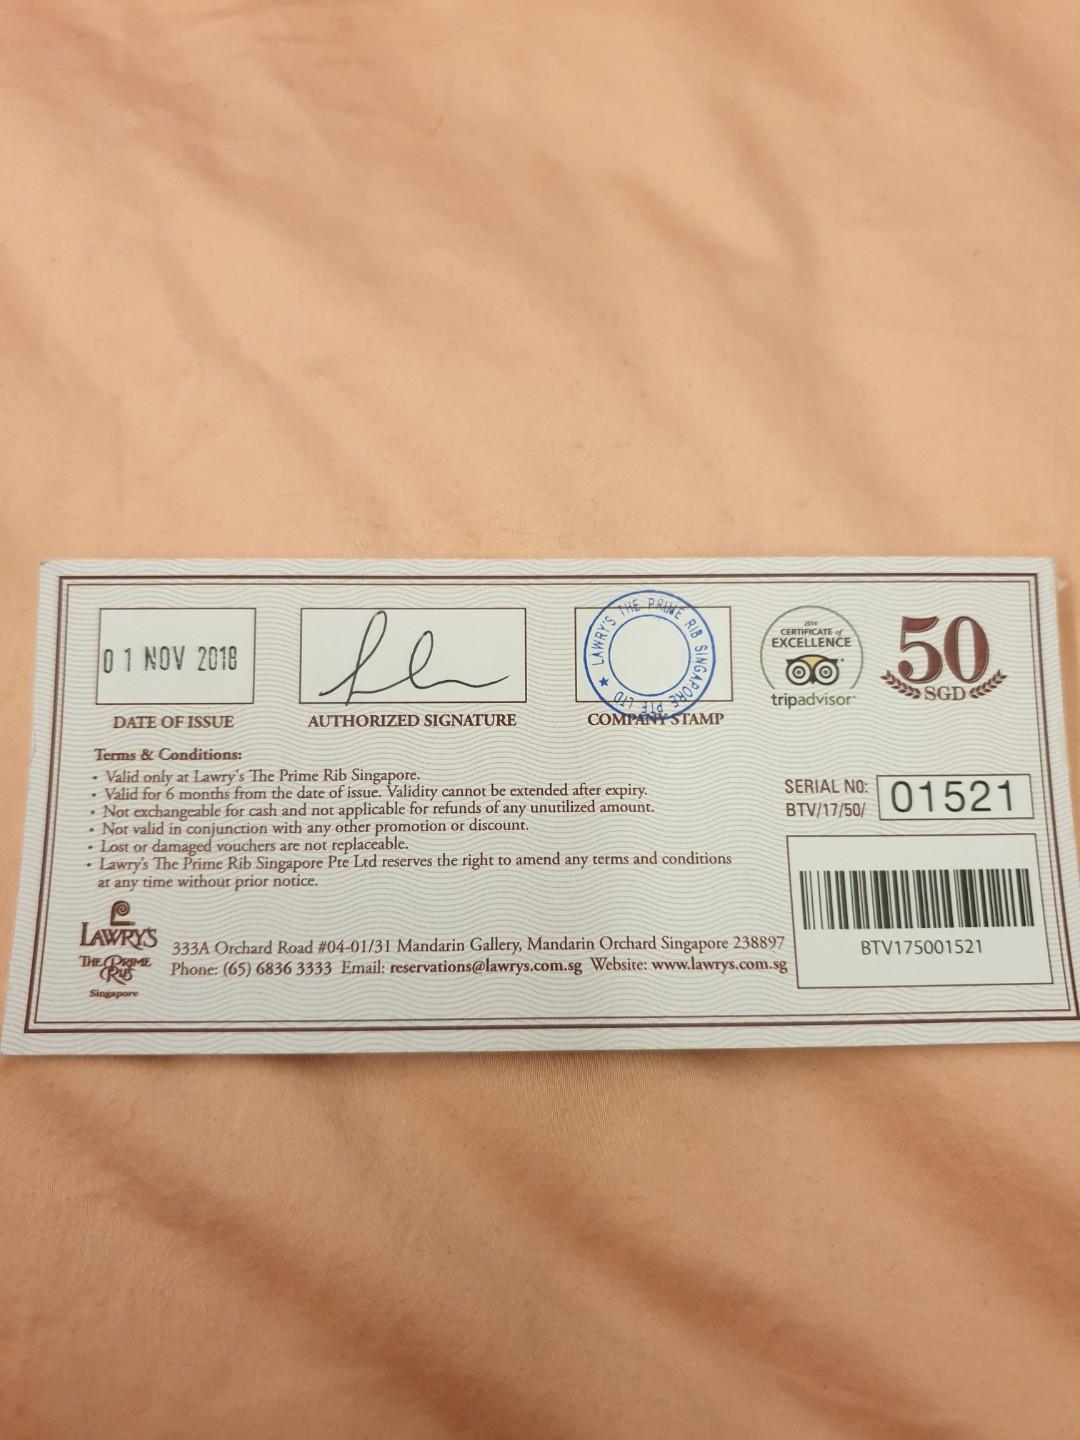 01 NOV 2018
DATE OF ISSUE
AUTHORIZED SIGNATURE
LAWRY'S THE PRIME RIB SINGAPORE PTE LTD
COMPANY STAMP
2018
CERTIFICATE of
EXCELLENCE
tripadvisor®
50
SGD
Terms & Conditions:
• Valid only at Lawry's The Prime Rib Singapore.
• Valid for 6 months from the date of issue. Validity cannot be extended after expiry.
• Not exchangeable for cash and not applicable for refunds of any unutilized amount.
• Not valid in conjunction with any other promotion or discount.
• Lost or damaged vouchers are not replaceable.
• Lawry's The Prime Rib Singapore Pte Ltd reserves the right to amend any terms and conditions
at any time without prior notice.
SERIAL NO:
BTV/17/50/
01521
BTV175001521
LAWRY'S
THE PRIME
RIB
Singapore
333A Orchard Road #04-01/31 Mandarin Gallery, Mandarin Orchard Singapore 238897
Phone: (65) 6836 3333 Email: reservations@lawrys.com.sg Website: www.lawrys.com.sg